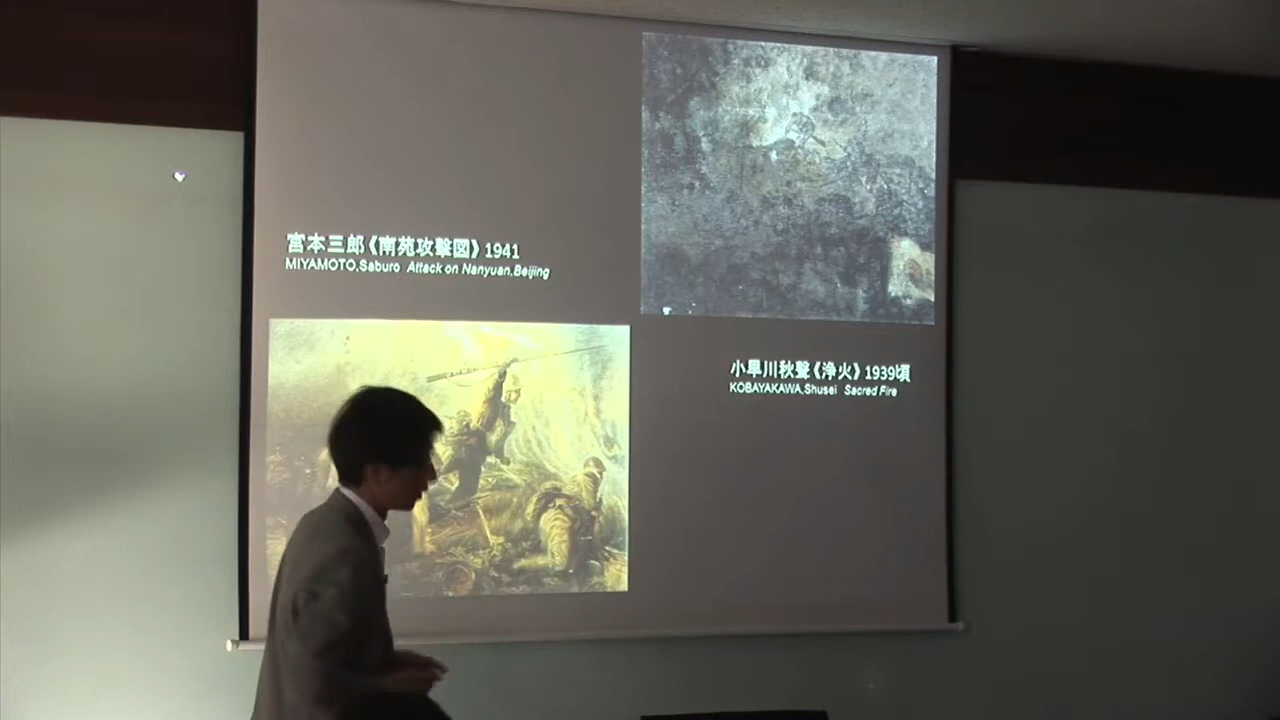 宮本三郎《南苑攻撃図》 1941
MIYAMOTO,Saburo Attack on Nanyuan,Beijing
小早川秋聲《浄火》 1939頃
KOBAYAKAWA,Shusei Sacred Fire